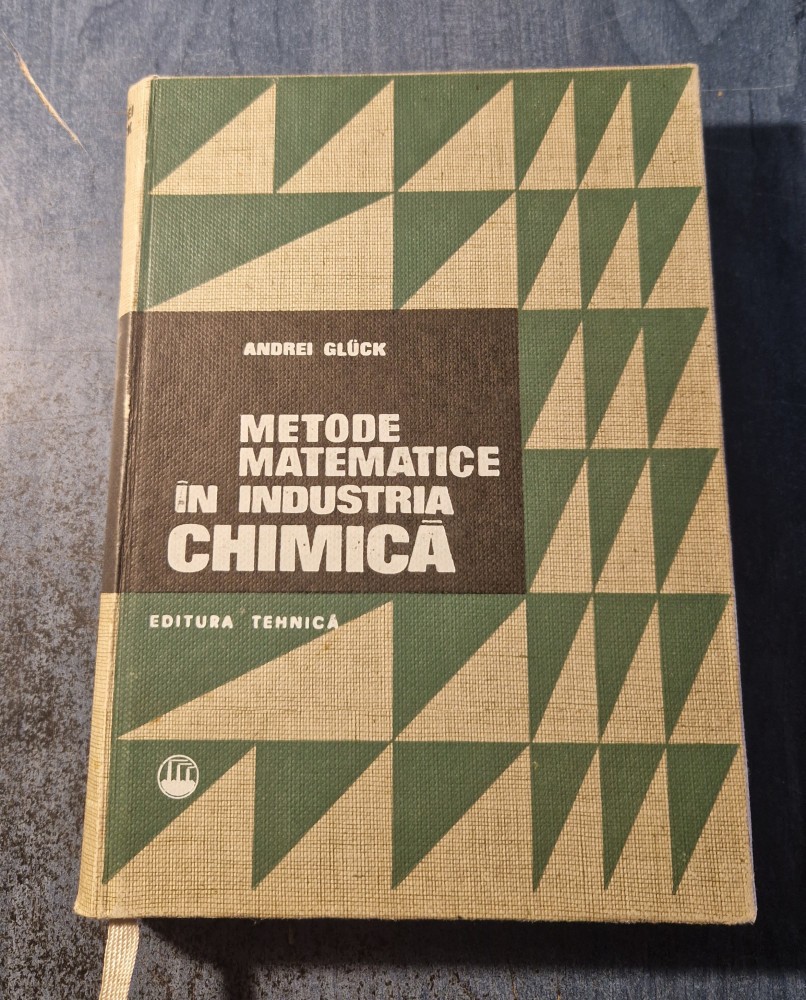 ANDREI GLÜCK
METODE
MATEMATICE
ÎN INDUSTRIA
CHIMICĂ
EDITURA TEHNICĂ